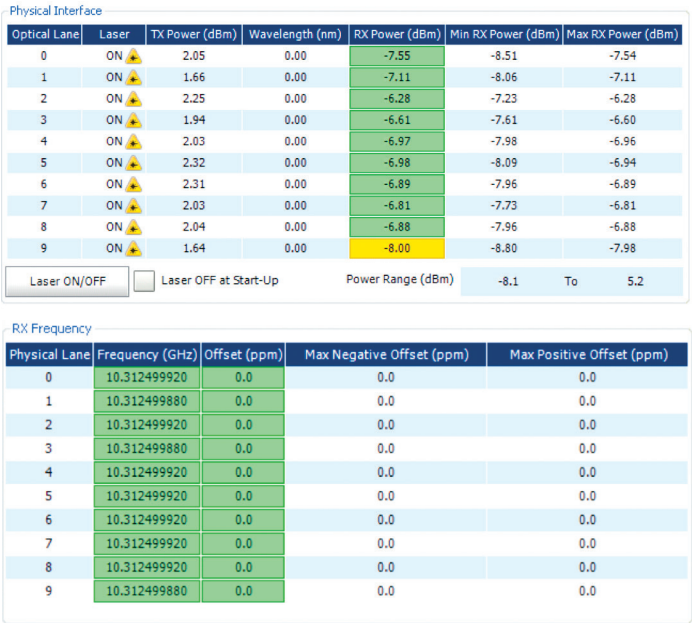 Physical Interface
Optical Lane Laser TX Power (dBm) Wavelength (nm) RX Power (dBm) Min RX Power (dBm) Max RX Power (dBm)
0 ON 2.05 0.00 -7.55 -8.51 -7.54
1 ON 1.66 0.00 -7.11 -8.06 -7.11
2 ON 2.25 0.00 -6.28 -7.23 -6.28
3 ON 1.94 0.00 -6.61 -7.61 -6.60
4 ON 2.03 0.00 -6.97 -7.98 -6.96
5 ON 2.32 0.00 -6.98 -8.09 -6.94
6 ON 2.31 0.00 -6.89 -7.96 -6.89
7 ON 2.03 0.00 -6.81 -7.73 -6.81
8 ON 2.04 0.00 -6.88 -7.96 -6.88
9 ON 1.64 0.00 -8.00 -8.80 -7.98
Laser ON/OFF Laser OFF at Start-Up Power Range (dBm) -8.1 To 5.2
RX Frequency
Physical Lane Frequency (GHz) Offset (ppm) Max Negative Offset (ppm) Max Positive Offset (ppm)
0 10.312499920 0.0 0.0 0.0
1 10.312499880 0.0 0.0 0.0
2 10.312499920 0.0 0.0 0.0
3 10.312499880 0.0 0.0 0.0
4 10.312499920 0.0 0.0 0.0
5 10.312499920 0.0 0.0 0.0
6 10.312499920 0.0 0.0 0.0
7 10.312499920 0.0 0.0 0.0
8 10.312499920 0.0 0.0 0.0
9 10.312499880 0.0 0.0 0.0